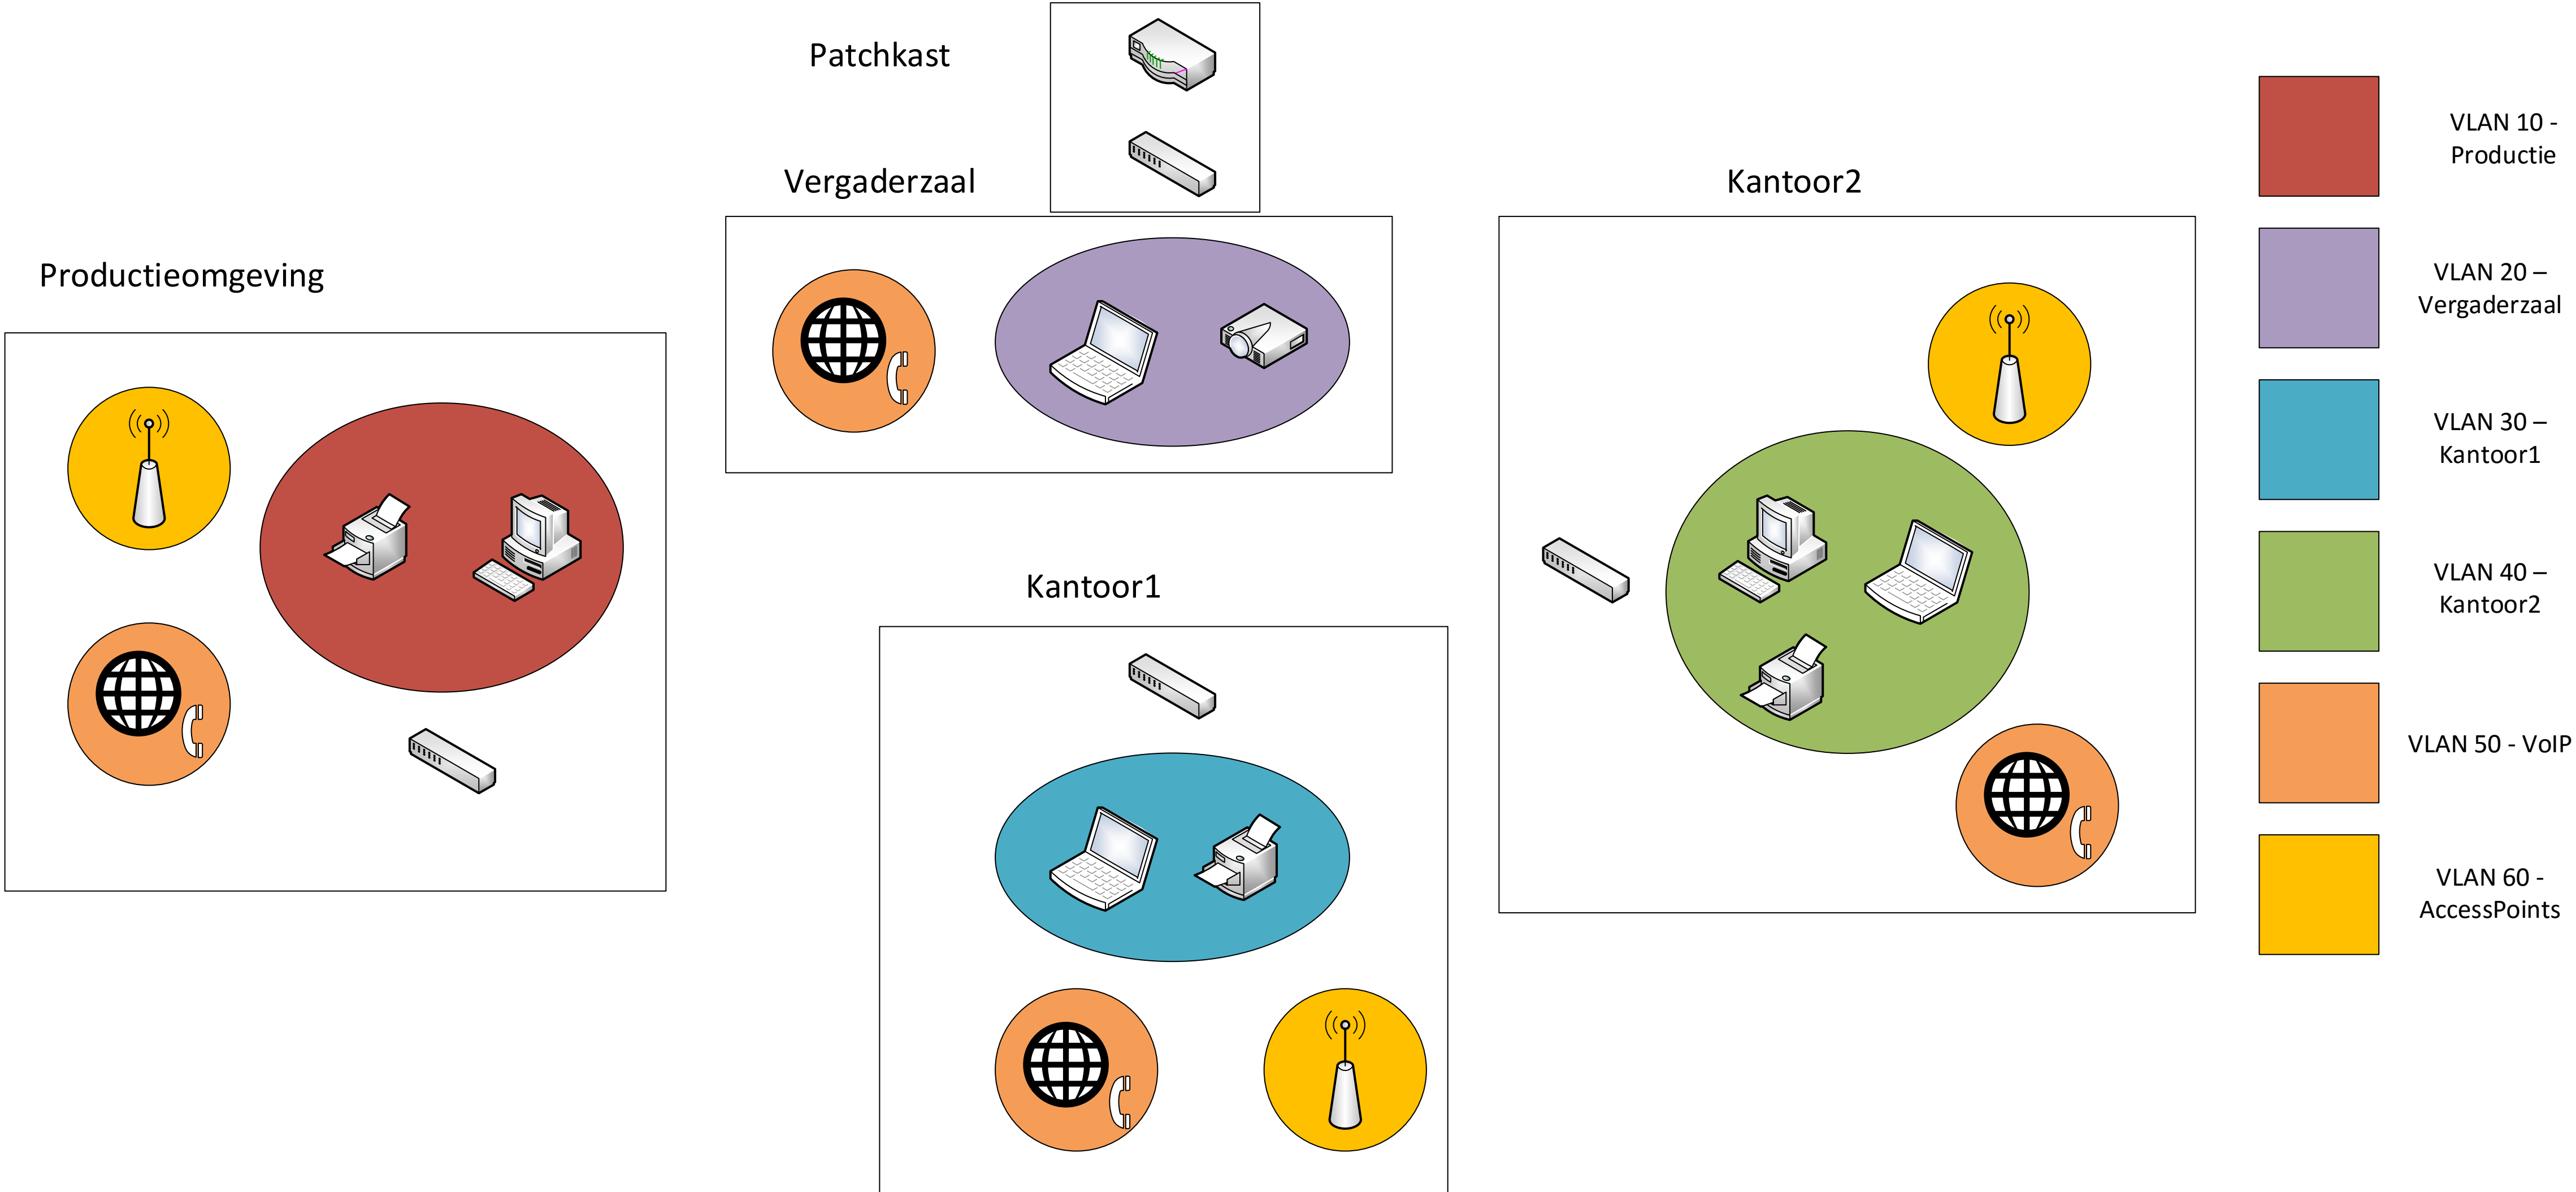 Patchkast
Vergaderzaal
Kantoor2
Productieomgeving
Kantoor1
VLAN 10 -
Productie
VLAN 20 –
Vergaderzaal
VLAN 30 –
Kantoor1
VLAN 40 –
Kantoor2
VLAN 50 - VoIP
VLAN 60 -
AccessPoints